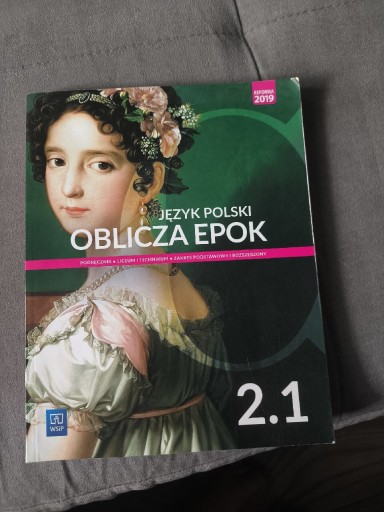 REFORMA
2019
JĘZYK POLSKI
OBLICZA EPOK
PODRĘCZNIK • LICEUM I TECHNIKUM • ZAKRES PODSTAWOWY I ROZSZERZONY
WSiP
2.1